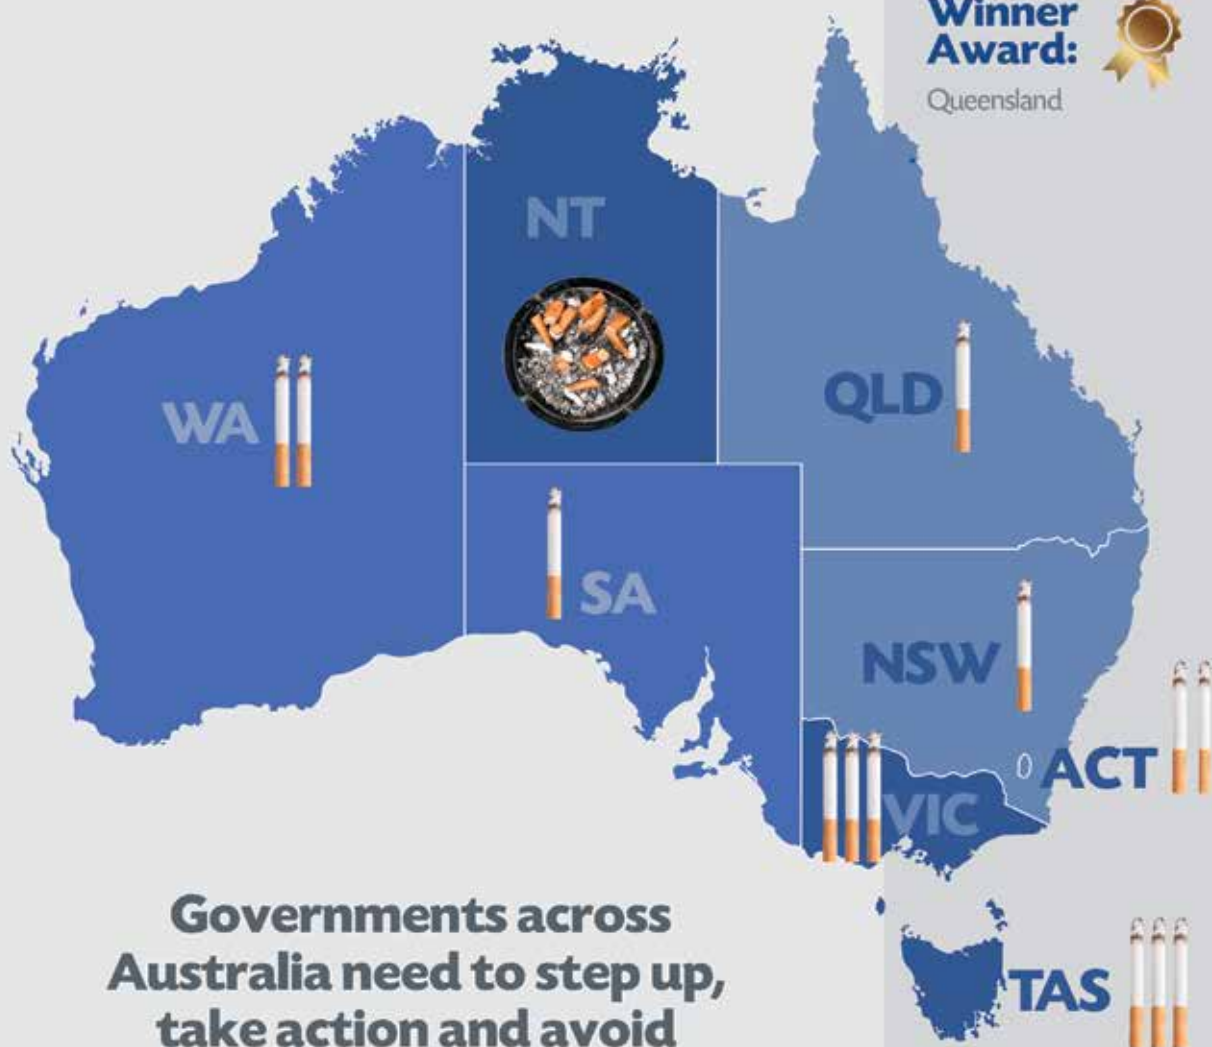 Winner
Award:
Queensland
NT
WA
QLD
SA
NSW
ACT
VIC
TAS
Governments across
Australia need to step up,
take action and avoid